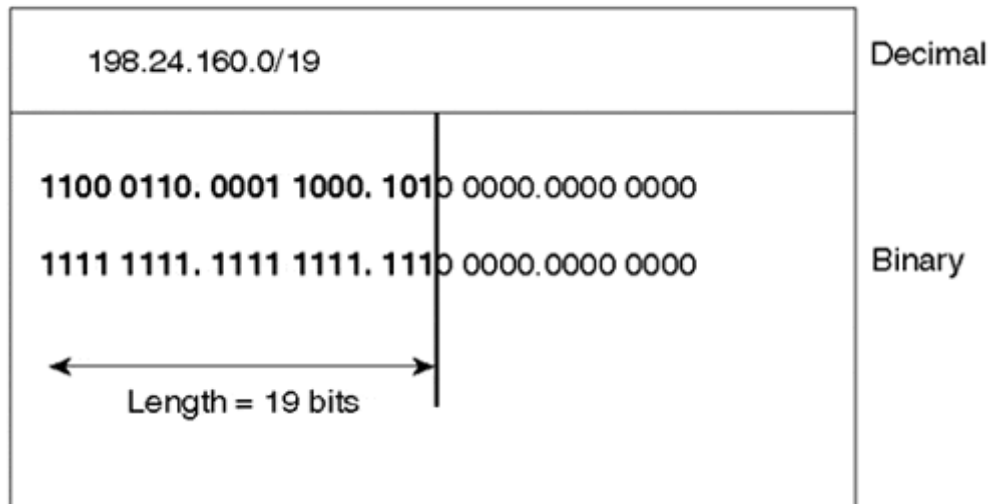 198.24.160.0/19
Decimal
1100 0110. 0001 1000. 1010 0000.0000 0000
1111 1111. 1111 1111. 1110 0000.0000 0000
Binary
Length = 19 bits